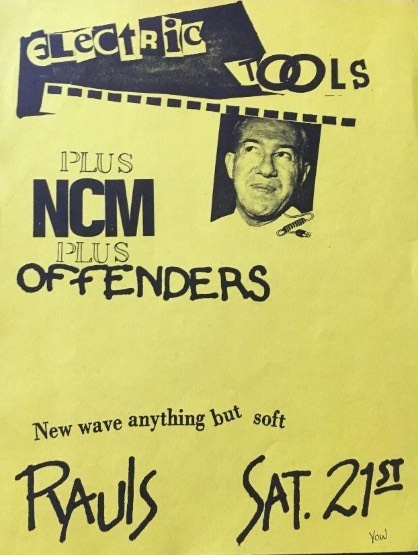 ELECTRIC
TOOLS
PLUS
NCM
PLUS
OFFENDERS
New wave anything but soft
RAUls SAT. 21ST
YOW